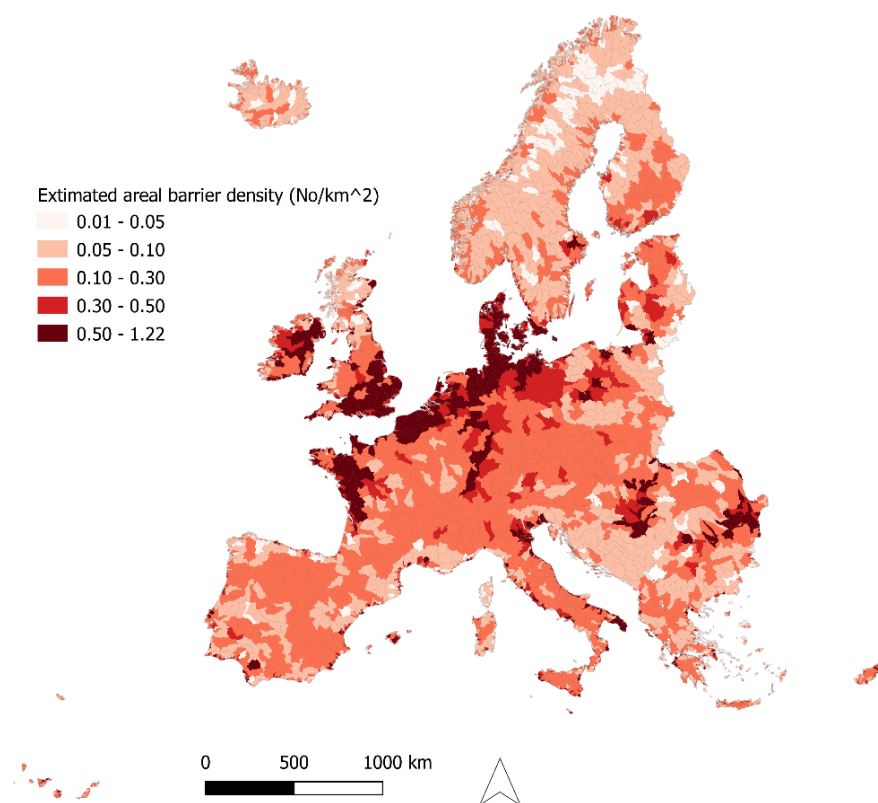 Extimated areal barrier density (No/km^2)
0.01 - 0.05
0.05 - 0.10
0.10 - 0.30
0.30 - 0.50
0.50 - 1.22
0 500 1000 km